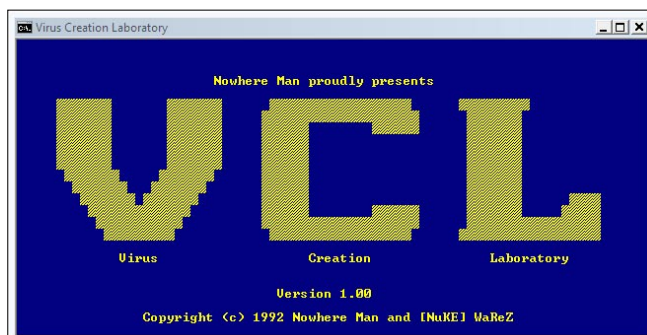 Virus Creation Laboratory
Nowhere Man proudly presents
VCL
Virus Creation Laboratory
Version 1.00
Copyright (c) 1992 Nowhere Man and [NuKE] WaReZ